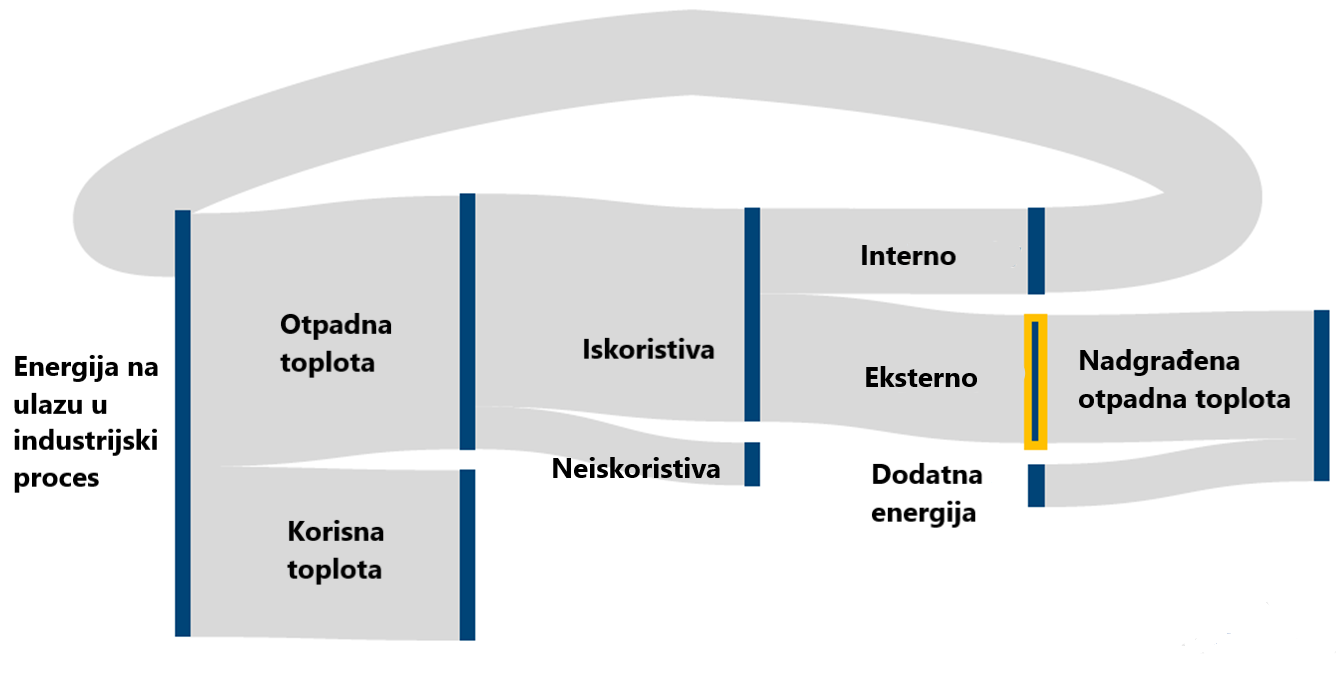 Energija na
ulazu u
industrijski
proces
Otpadna
toplota
Korisna
toplota
Iskoristiva
Neiskoristiva
Interno
Eksterno
Dodatna
energija
Nadgrađena
otpadna toplota